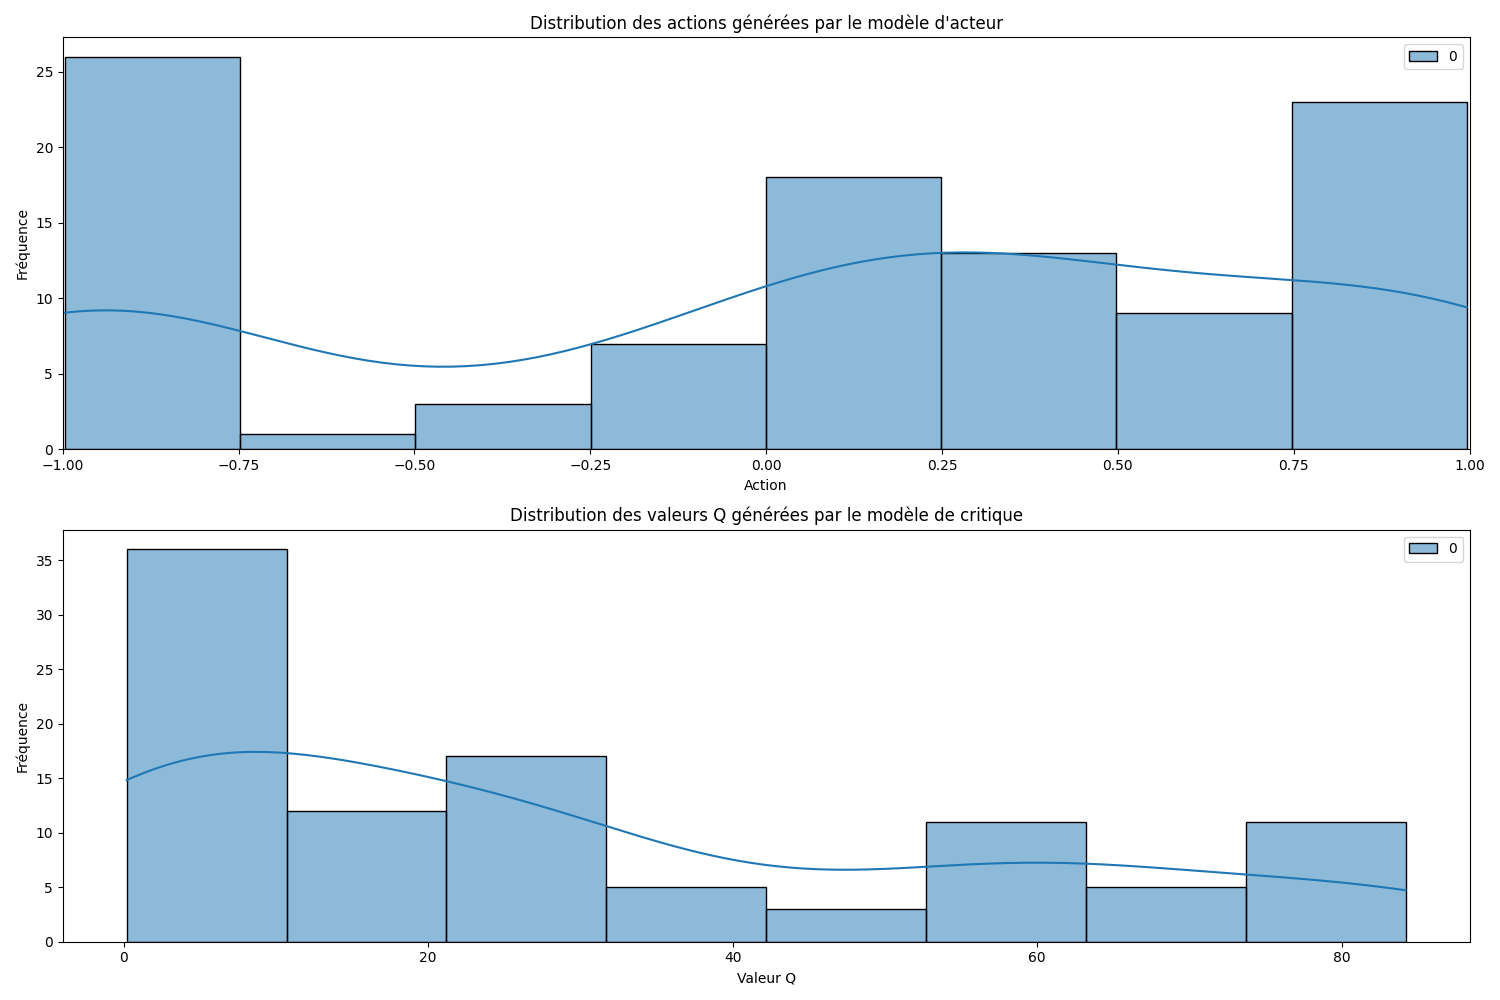 Distribution des actions générées par le modèle d'acteur
0
25
20
15
10
5
0
Fréquence
−1.00 −0.75 −0.50 −0.25 0.00 0.25 0.50 0.75 1.00
Action
Distribution des valeurs Q générées par le modèle de critique
0
35
30
25
20
15
10
5
0
Fréquence
0 20 40 60 80
Valeur Q